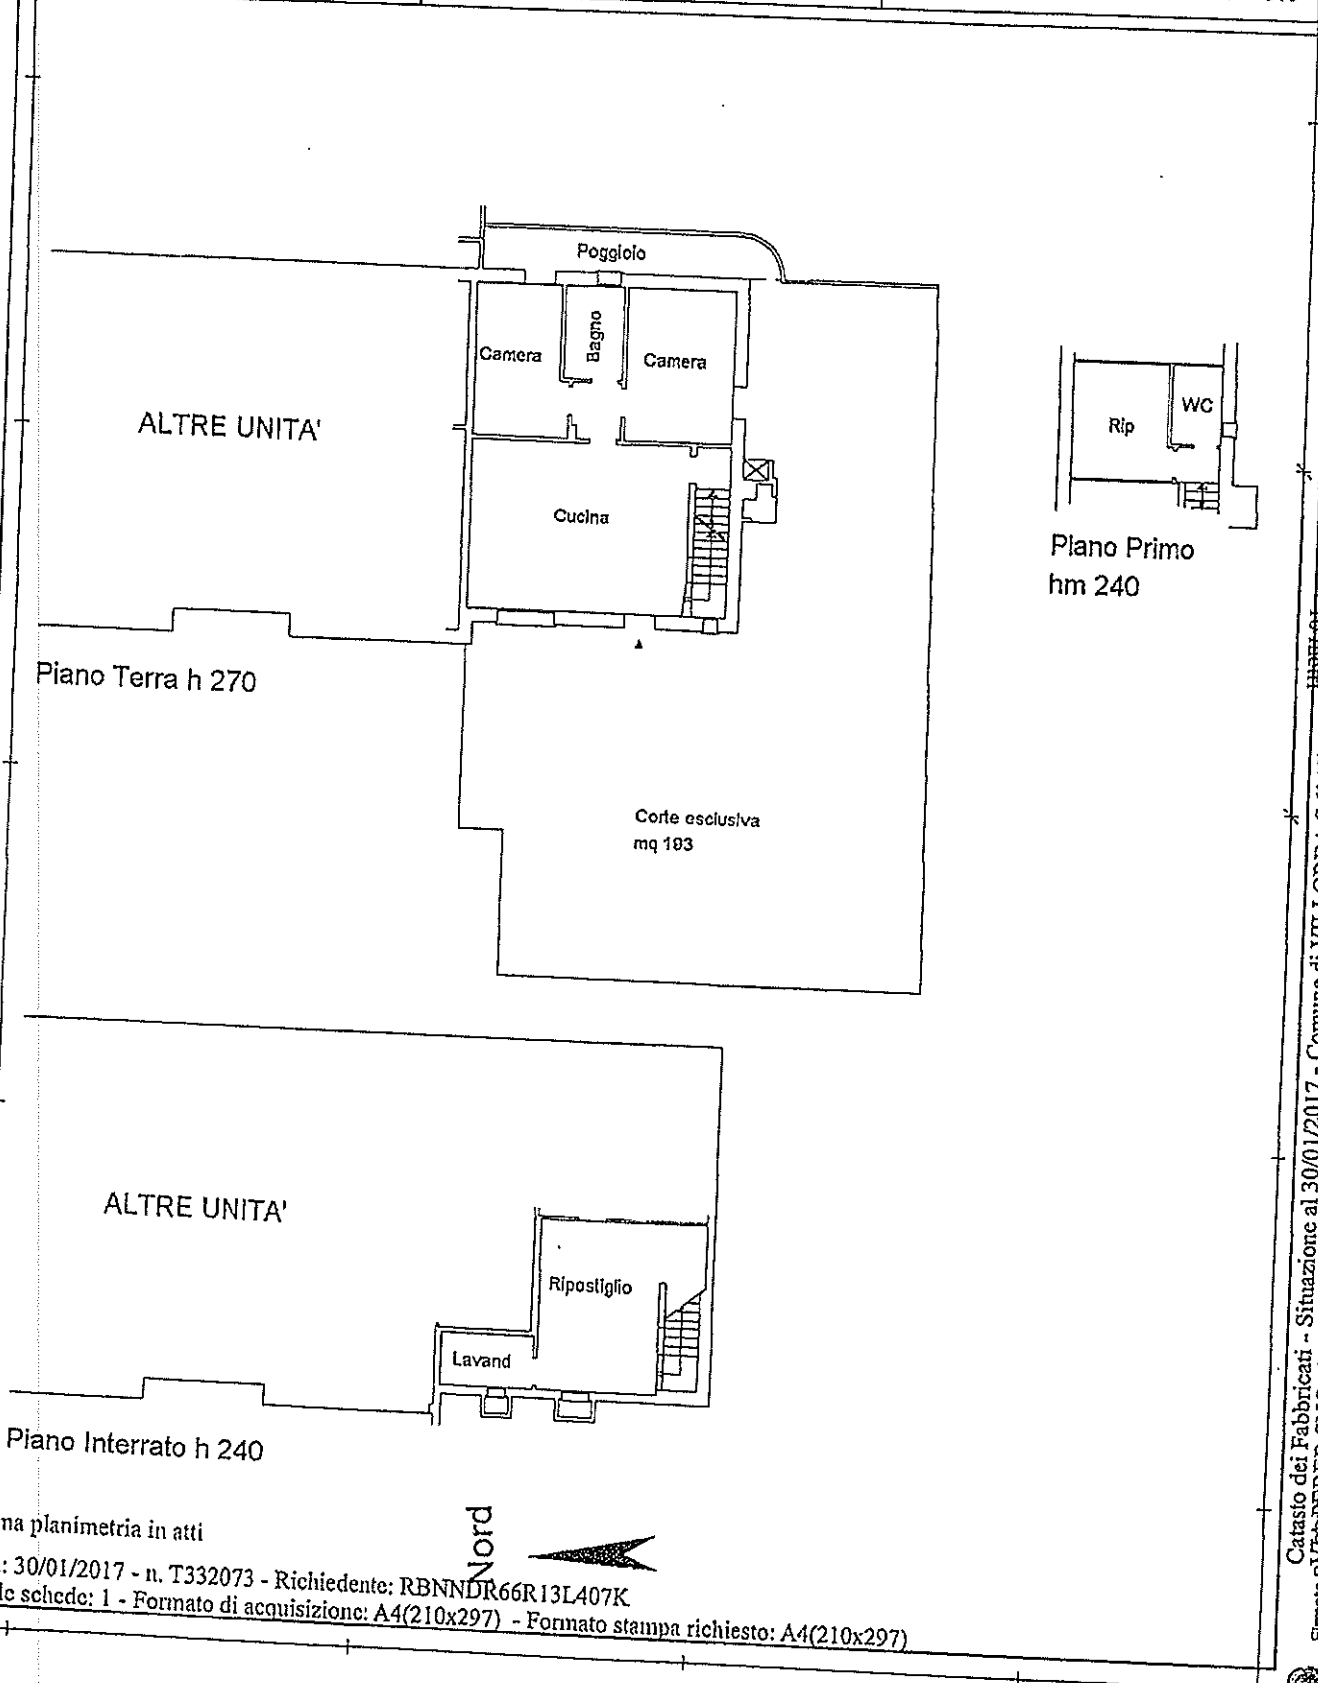 Poggiolo
Camera
Bagno
Camera
ALTRE UNITA'
Cucina
Rip
WC
Piano Primo
hm 240
Piano Terra h 270
Corte esclusiva
mq 193
ALTRE UNITA'
Ripostiglio
Lavand
Piano Interrato h 240
Nord
na planimetria in atti
.: 30/01/2017 - n. T332073 - Richiedente: RBNNDR66R13L407K
le schede: 1 - Formato di acquisizione: A4(210x297) - Formato stampa richiesto: A4(210x297)
Catasto dei Fabbricati - Situazione al 30/01/2017 - Comune di